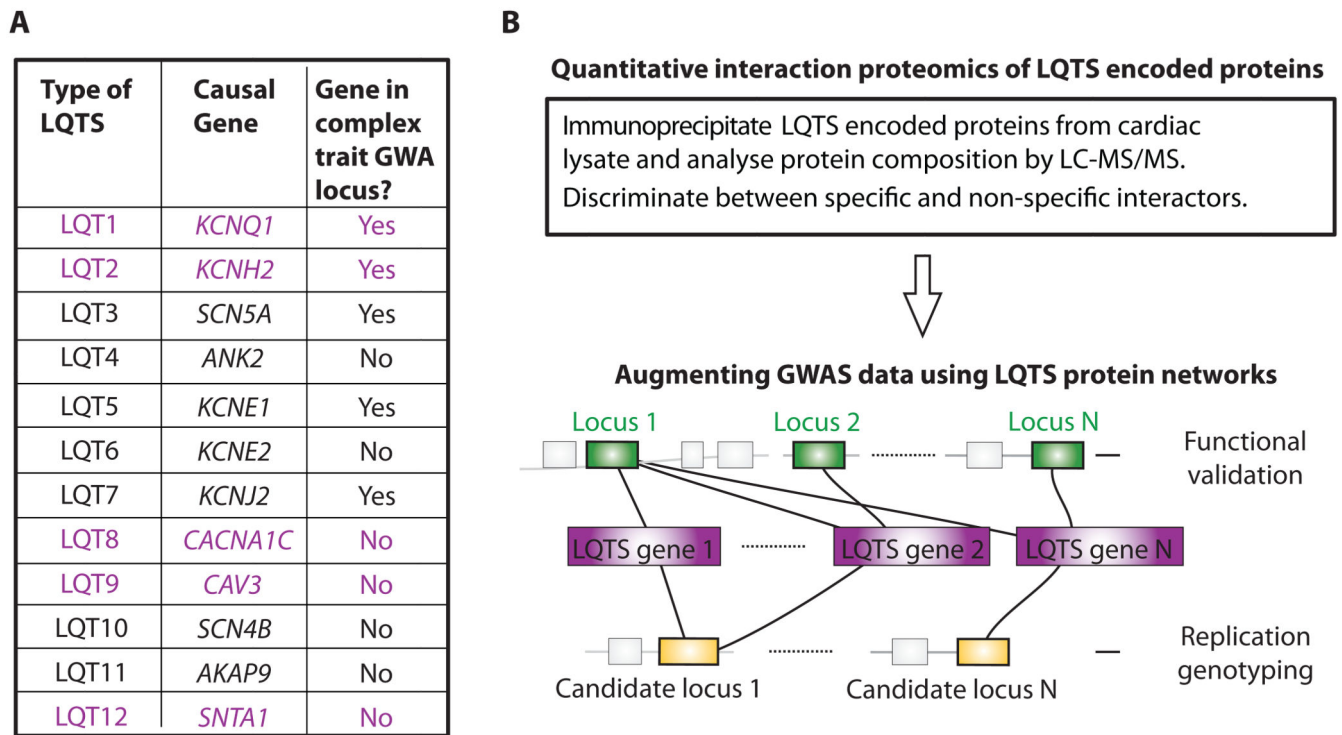 A
Type of LQTS | Causal Gene | Gene in complex trait GWA locus?
LQT1 | KCNQ1 | Yes
LQT2 | KCNH2 | Yes
LQT3 | SCN5A | Yes
LQT4 | ANK2 | No
LQT5 | KCNE1 | Yes
LQT6 | KCNE2 | No
LQT7 | KCNJ2 | Yes
LQT8 | CACNA1C | No
LQT9 | CAV3 | No
LQT10 | SCN4B | No
LQT11 | AKAP9 | No
LQT12 | SNTA1 | No
B
Quantitative interaction proteomics of LQTS encoded proteins
Immunoprecipitate LQTS encoded proteins from cardiac
lysate and analyse protein composition by LC-MS/MS.
Discriminate between specific and non-specific interactors.
Augmenting GWAS data using LQTS protein networks
Locus 1 Locus 2 Locus N
Functional
validation
LQTS gene 1 LQTS gene 2 LQTS gene N
Replication
genotyping
Candidate locus 1 Candidate locus N